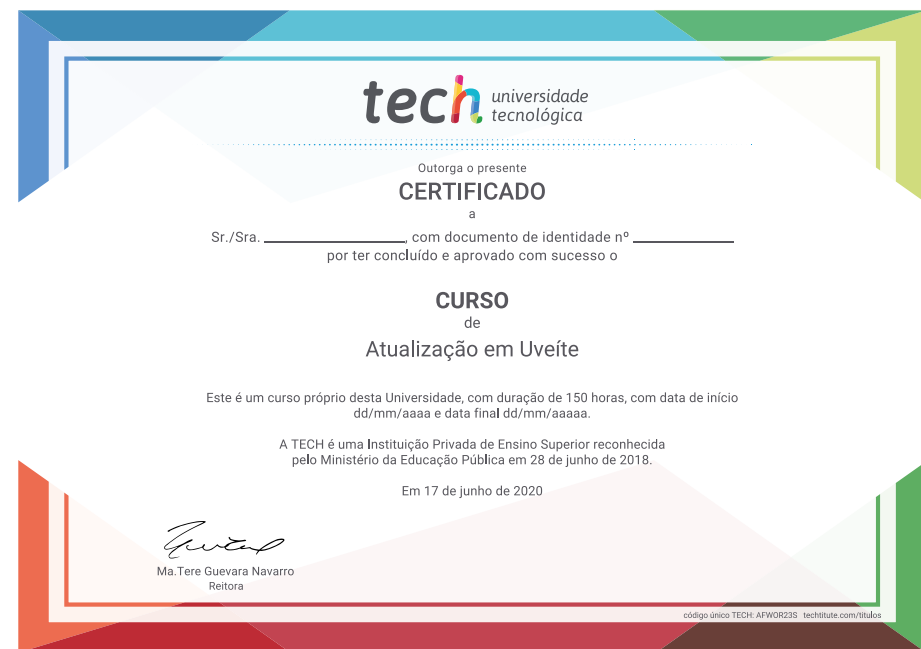 tech universidade
tecnológica
Outorga o presente
CERTIFICADO
a
Sr./Sra. ____________________, com documento de identidade nº ______________
por ter concluído e aprovado com sucesso o
CURSO
de
Atualização em Uveíte
Este é um curso próprio desta Universidade, com duração de 150 horas, com data de início
dd/mm/aaaa e data final dd/mm/aaaaa.
A TECH é uma Instituição Privada de Ensino Superior reconhecida
pelo Ministério da Educação Pública em 28 de junho de 2018.
Em 17 de junho de 2020
Ma.Tere Guevara Navarro
Reitora
código único TECH: AFWOR23S techtitute.com/titulos